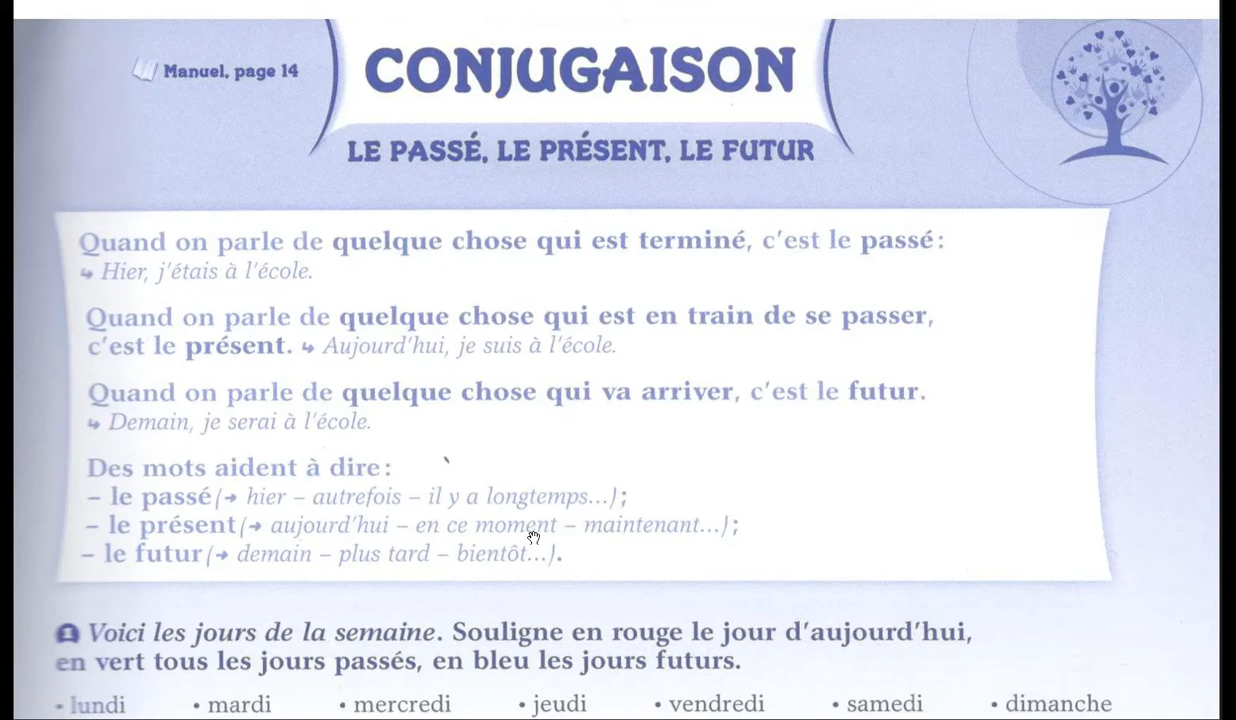 Manuel, page 14
CONJUGAISON
LE PASSÉ, LE PRÉSENT, LE FUTUR
Quand on parle de quelque chose qui est terminé, c'est le passé:
↳ Hier, j'étais à l'école.
Quand on parle de quelque chose qui est en train de se passer,
c'est le présent. ↳ Aujourd'hui, je suis à l'école.
Quand on parle de quelque chose qui va arriver, c'est le futur.
↳ Demain, je serai à l'école.
Des mots aident à dire:
– le passé (→ hier – autrefois – il y a longtemps...);
– le présent (→ aujourd'hui – en ce moment – maintenant...);
– le futur (→ demain – plus tard – bientôt...).
1 Voici les jours de la semaine. Souligne en rouge le jour d'aujourd'hui,
en vert tous les jours passés, en bleu les jours futurs.
• lundi • mardi • mercredi • jeudi • vendredi • samedi • dimanche